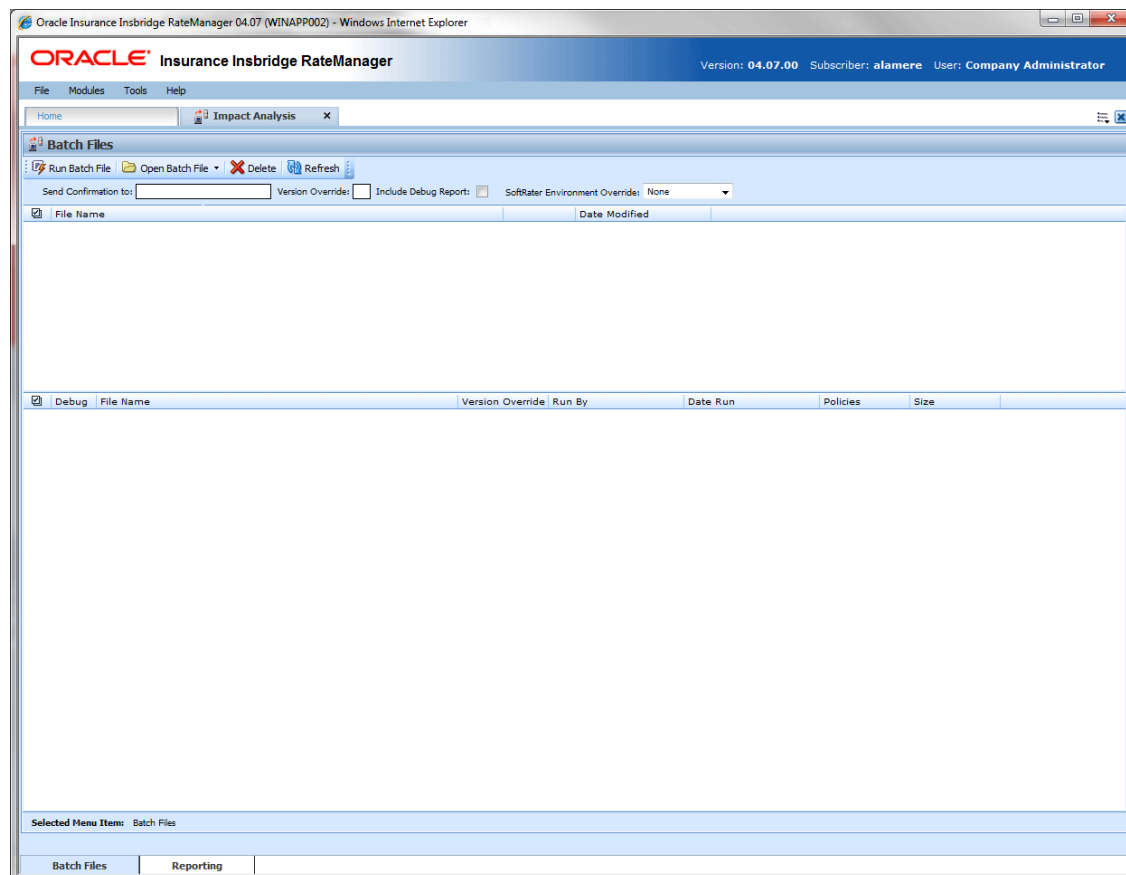 Oracle Insurance Insbridge RateManager 04.07 (WINAPP002) - Windows Internet Explorer
ORACLE® Insurance Insbridge RateManager
Version: 04.07.00 Subscriber: alamere User: Company Administrator
File Modules Tools Help
Home Impact Analysis x
Batch Files
Run Batch File Open Batch File Delete Refresh
Send Confirmation to: Version Override: Include Debug Report: SoftRater Environment Override: None
File Name Date Modified
Debug File Name Version Override Run By Date Run Policies Size
Selected Menu Item: Batch Files
Batch Files Reporting